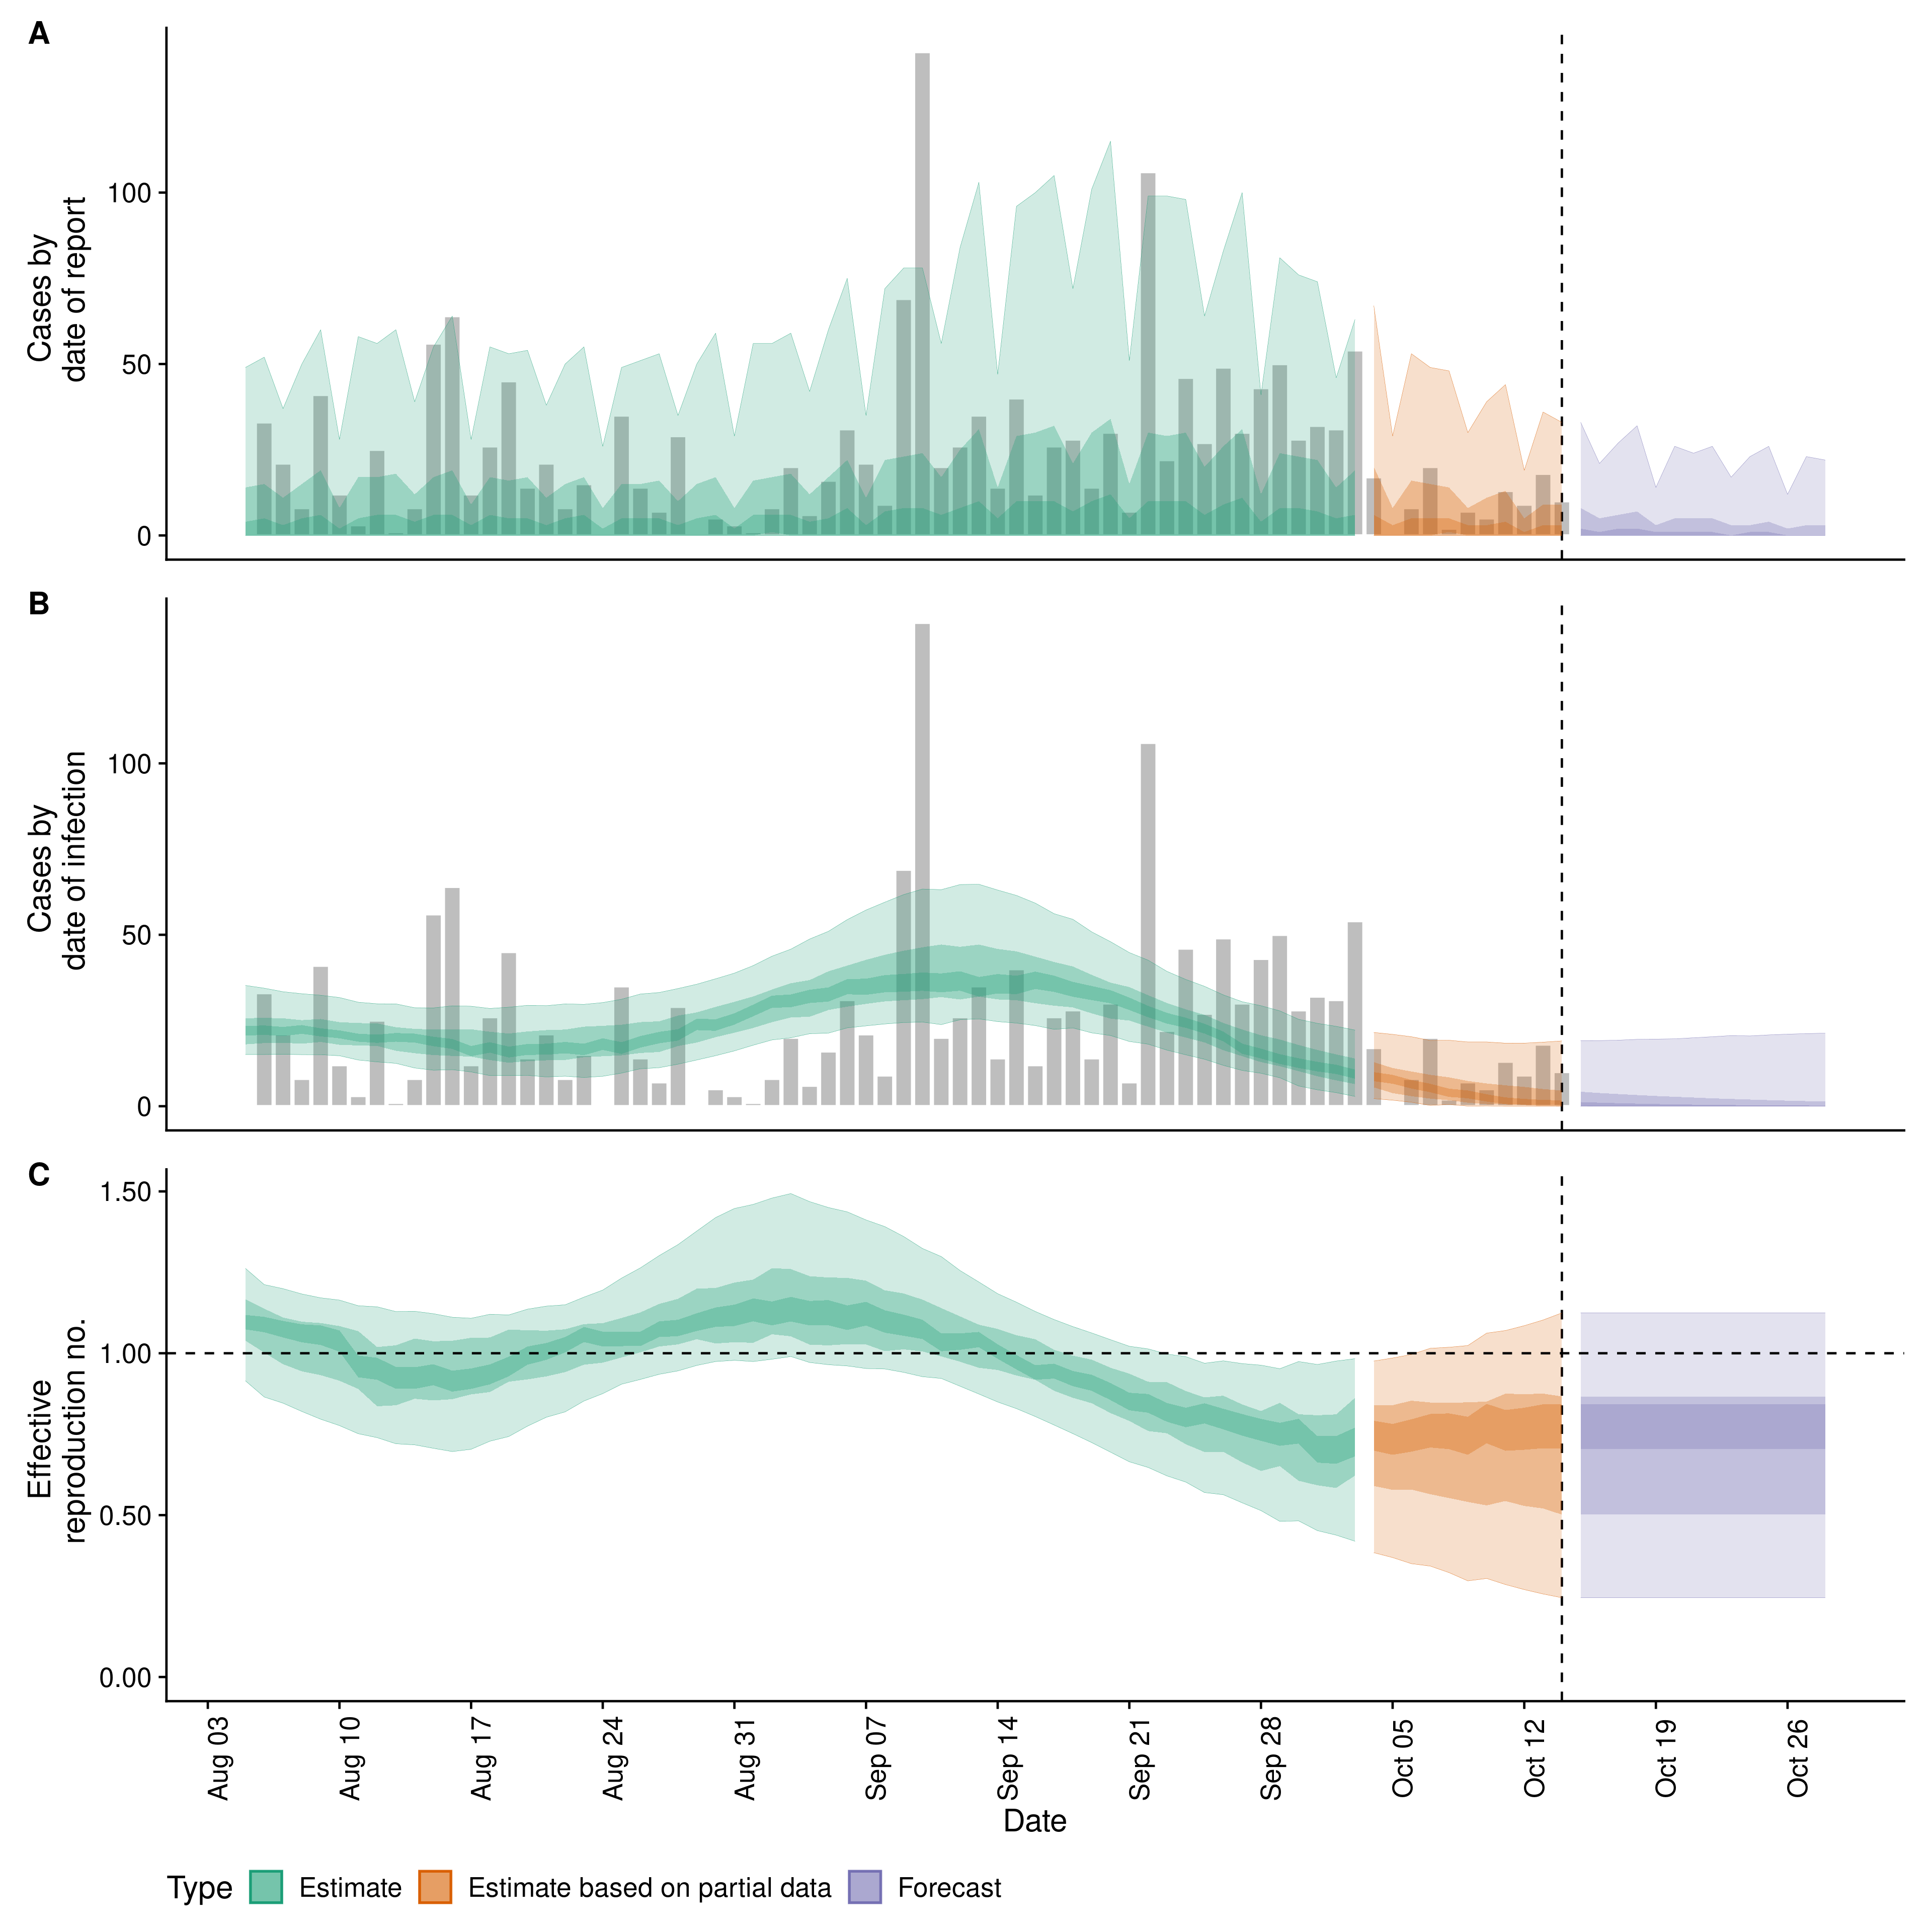 A
Cases by
date of report
100
50
0
B
Cases by
date of infection
100
50
0
C
Effective
reproduction no.
1.50
1.00
0.50
0.00
Aug 03
Aug 10
Aug 17
Aug 24
Aug 31
Sep 07
Sep 14
Sep 21
Sep 28
Oct 05
Oct 12
Oct 19
Oct 26
Date
Type Estimate Estimate based on partial data Forecast